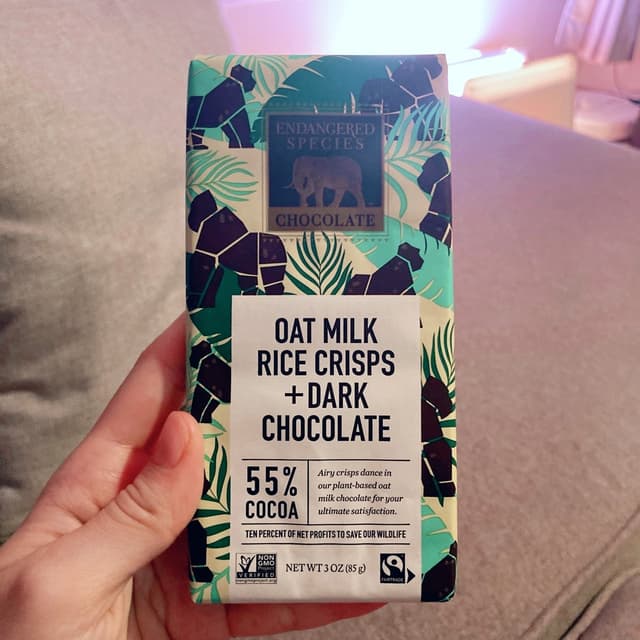 ENDANGERED
SPECIES
CHOCOLATE
OAT MILK
RICE CRISPS
+ DARK
CHOCOLATE
55%
COCOA
Airy crisps dance in
our plant-based oat
milk chocolate for your
ultimate satisfaction.
TEN PERCENT OF NET PROFITS TO SAVE OUR WILDLIFE
NON
GMO
Project
VERIFIED
NET WT 3 OZ (85 g)
FAIRTRADE